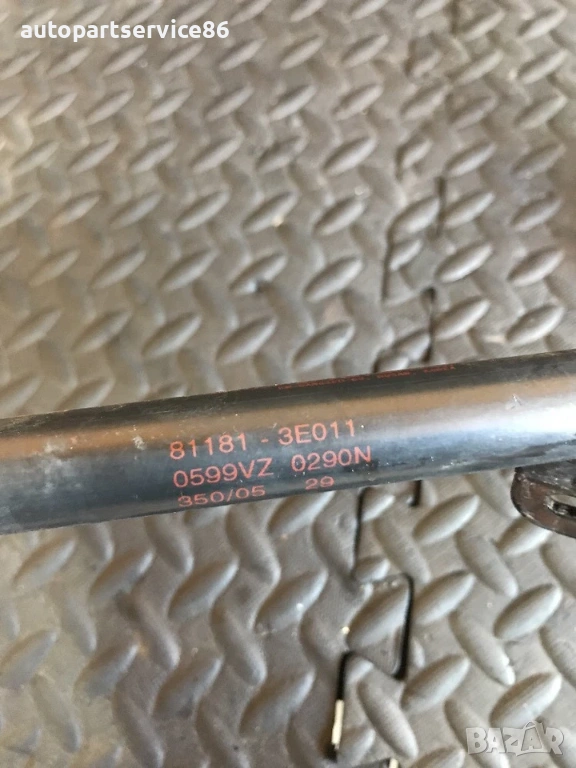 autopartservice86
81181 - 3E011
0599VZ 0290N
350/05 29
BAZAR